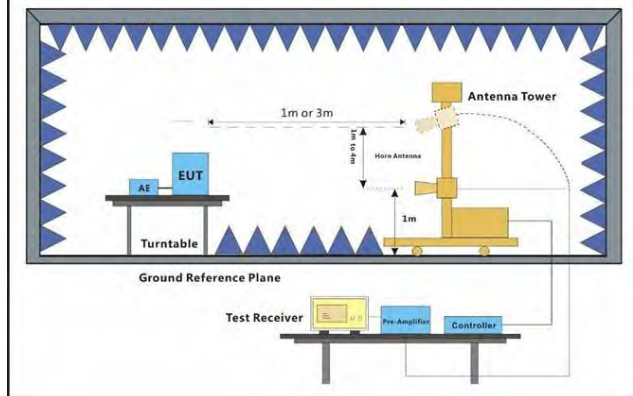 1m or 3m
Antenna Tower
1m to 4m
Horn Antenna
EUT
AE
1m
Turntable
Ground Reference Plane
Test Receiver
Pre-Amplifier
Controller